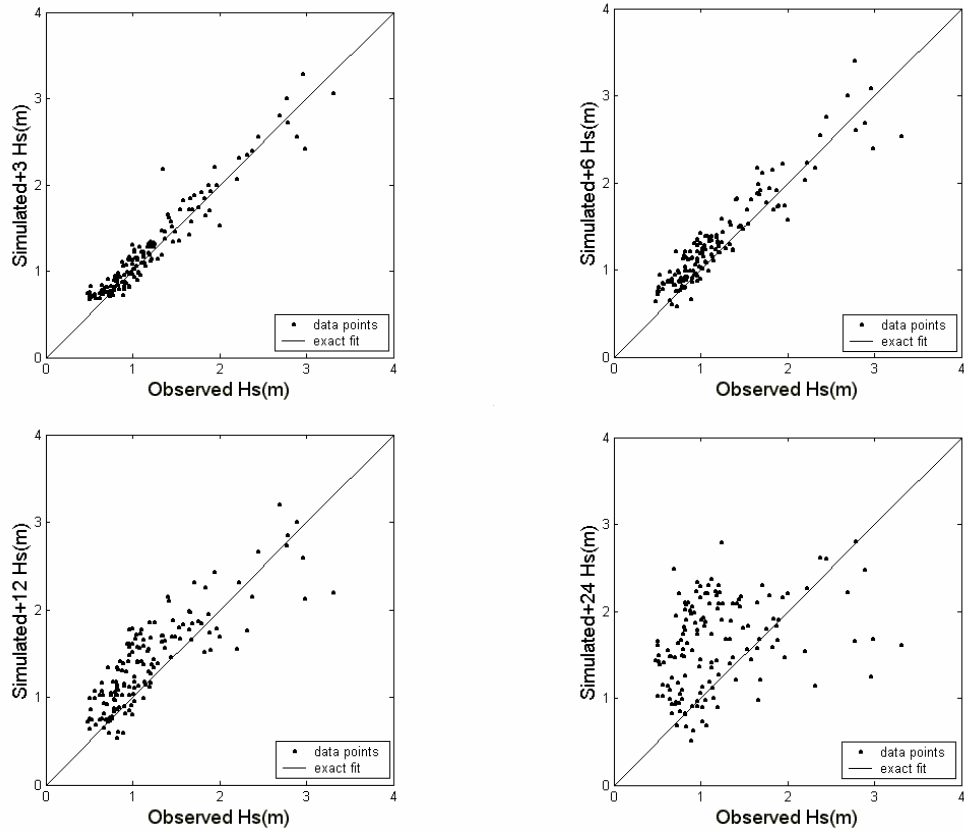 4
3
2
1
0
0
1
2
3
4
Simulated+3 Hs(m)
Observed Hs(m)
data points
exact fit
4
3
2
1
0
0
1
2
3
4
Simulated+6 Hs(m)
Observed Hs(m)
data points
exact fit
4
3
2
1
0
0
1
2
3
4
Simulated+12 Hs(m)
Observed Hs(m)
data points
exact fit
4
3
2
1
0
0
1
2
3
4
Simulated+24 Hs(m)
Observed Hs(m)
data points
exact fit